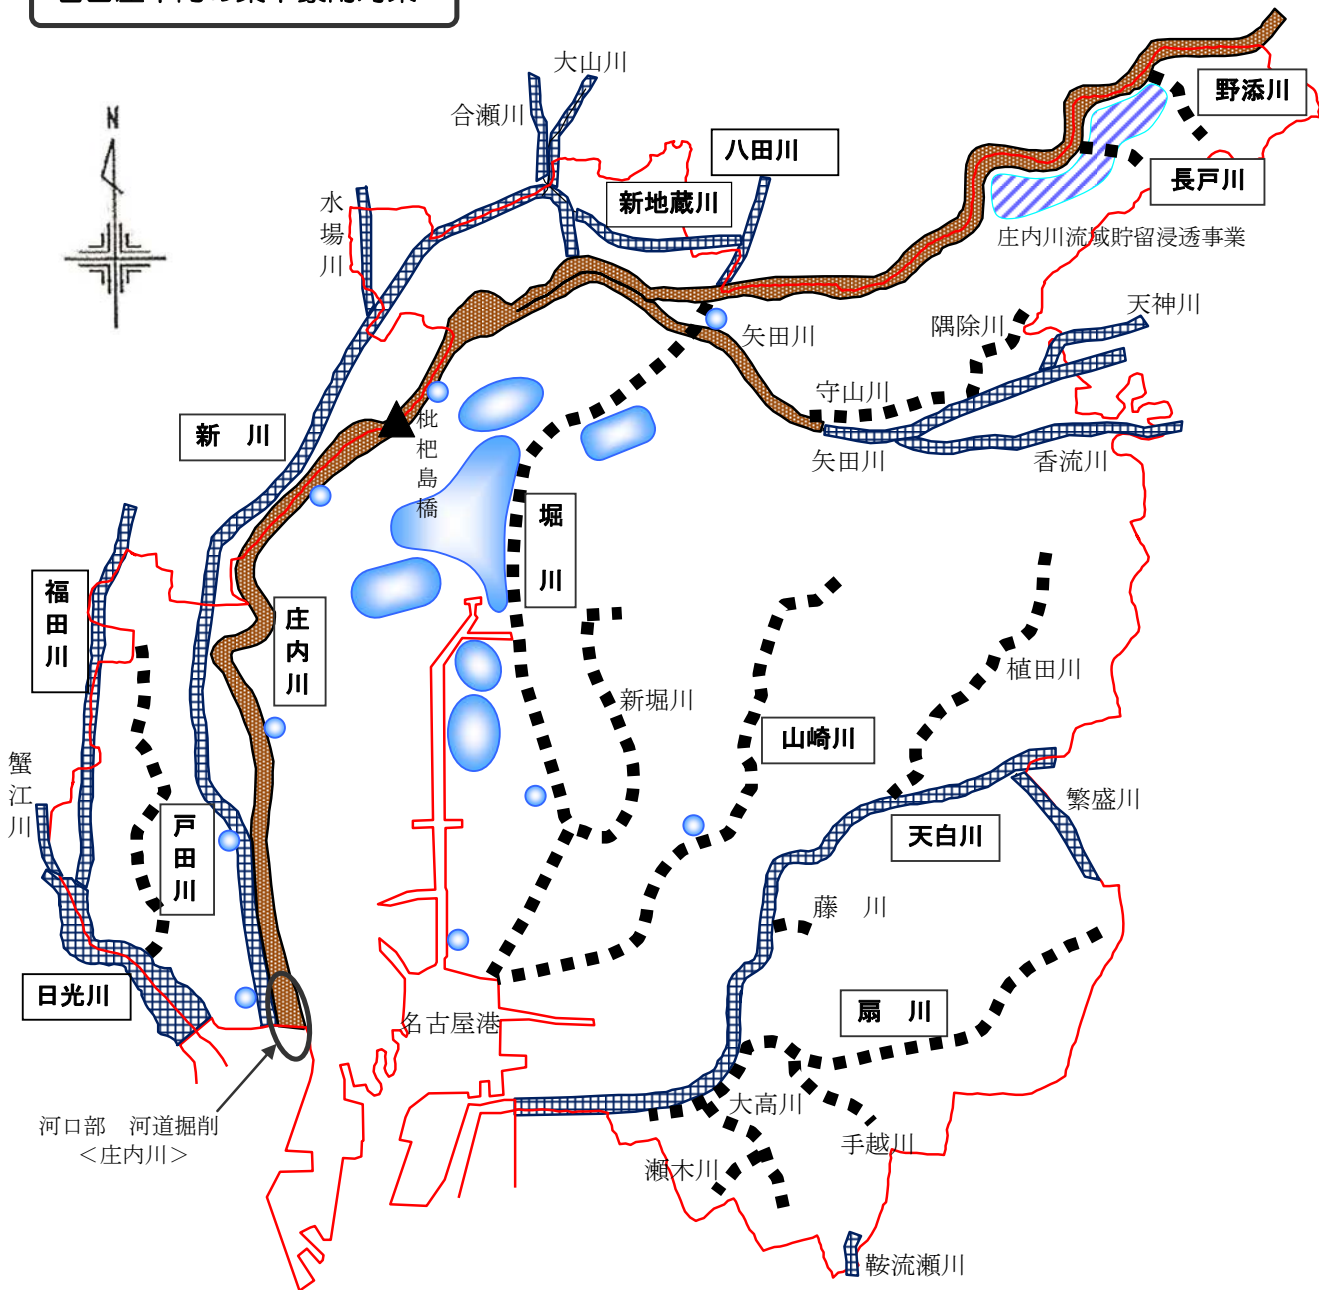 大山川
合瀬川
N
野添川
八田川
長戸川
新地蔵川
水場川
庄内川流域貯留浸透事業
天神川
隅除川
矢田川
守山川
枇杷島橋
新　川
矢田川
香流川
堀川
福田川
庄内川
植田川
新堀川
山崎川
蟹江川
繁盛川
戸田川
天白川
藤　川
日光川
扇　川
名古屋港
大高川
河口部　河道掘削
＜庄内川＞
手越川
瀬木川
鞍流瀬川